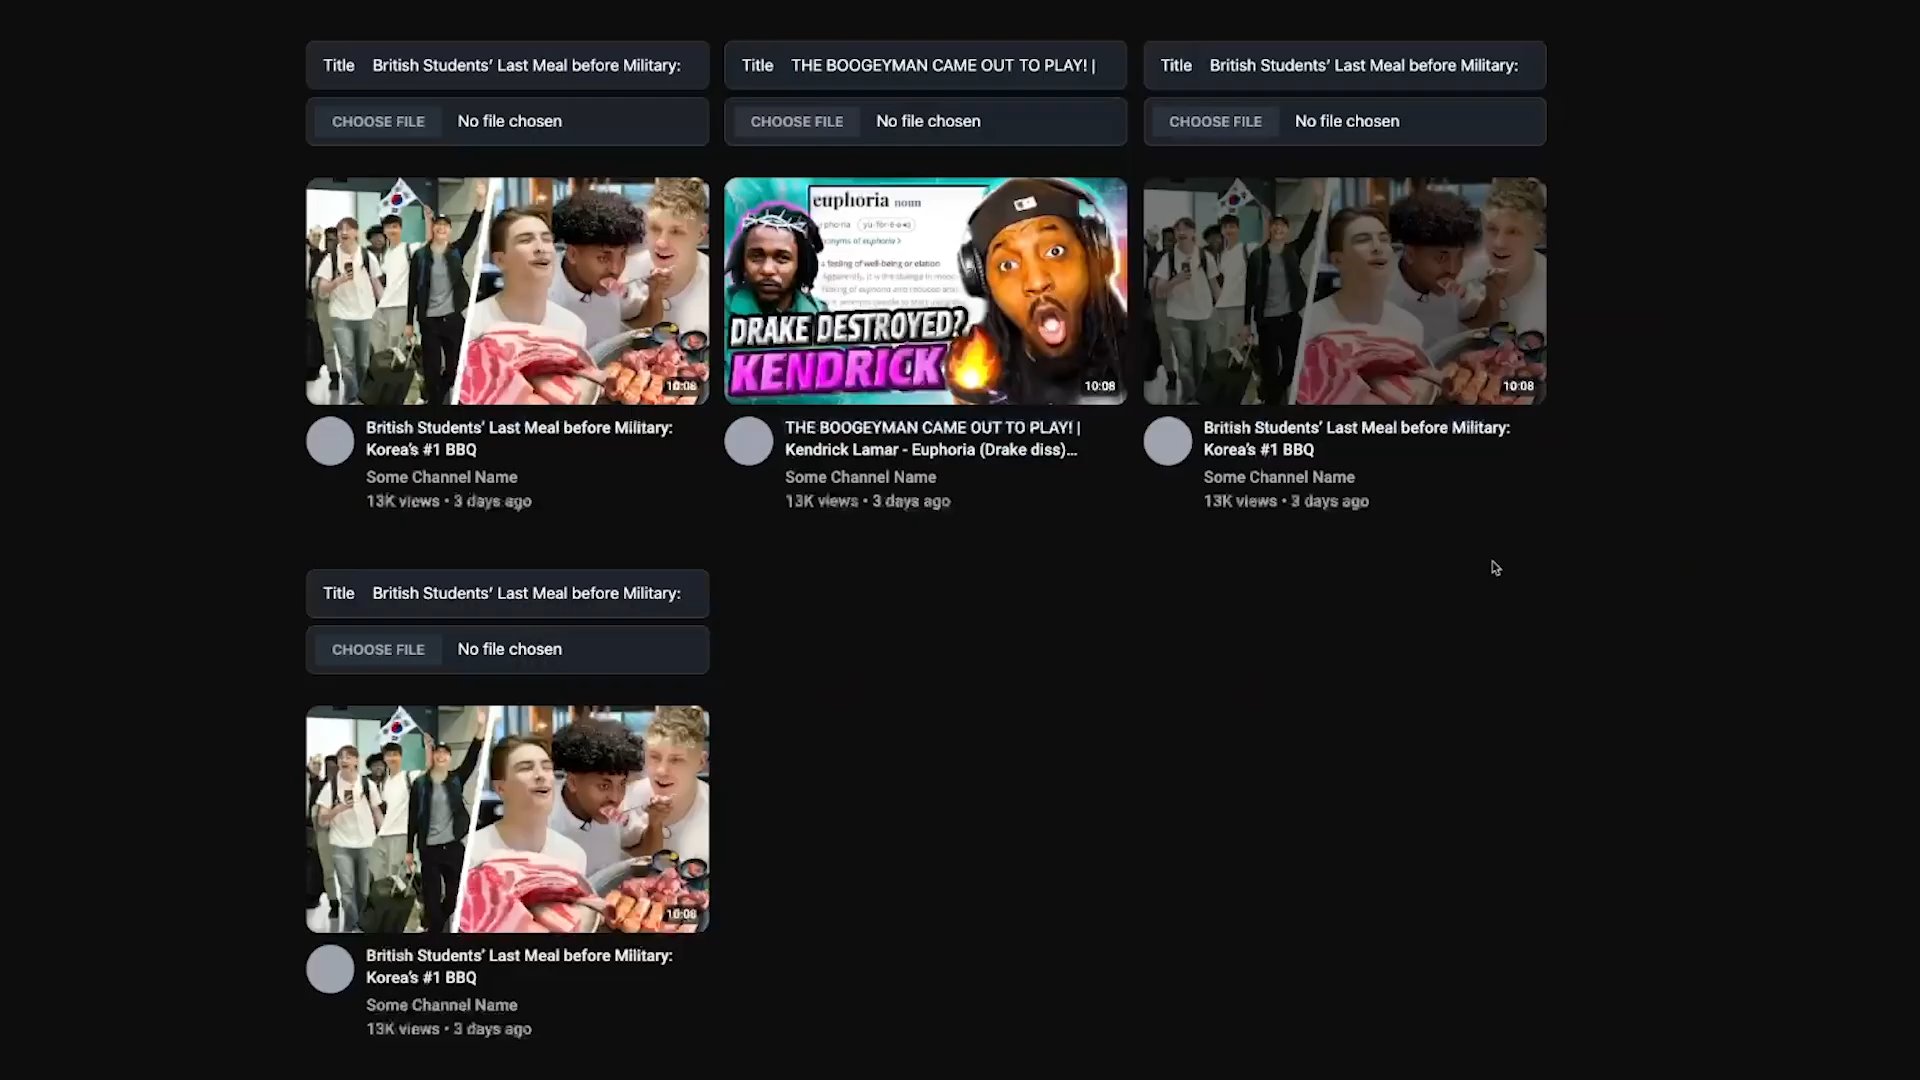 Title British Students’ Last Meal before Military:
CHOOSE FILE No file chosen
Title THE BOOGEYMAN CAME OUT TO PLAY! |
CHOOSE FILE No file chosen
Title British Students’ Last Meal before Military:
CHOOSE FILE No file chosen
10:08
British Students’ Last Meal before Military:
Korea’s #1 BBQ
Some Channel Name
13K views • 3 days ago
euphoria noun
a feeling of well-being or elation
DRAKE DESTROYED?
KENDRICK
10:08
THE BOOGEYMAN CAME OUT TO PLAY! |
Kendrick Lamar - Euphoria (Drake diss)...
Some Channel Name
13K views • 3 days ago
10:08
British Students’ Last Meal before Military:
Korea’s #1 BBQ
Some Channel Name
13K views • 3 days ago
Title British Students’ Last Meal before Military:
CHOOSE FILE No file chosen
10:08
British Students’ Last Meal before Military:
Korea’s #1 BBQ
Some Channel Name
13K views • 3 days ago